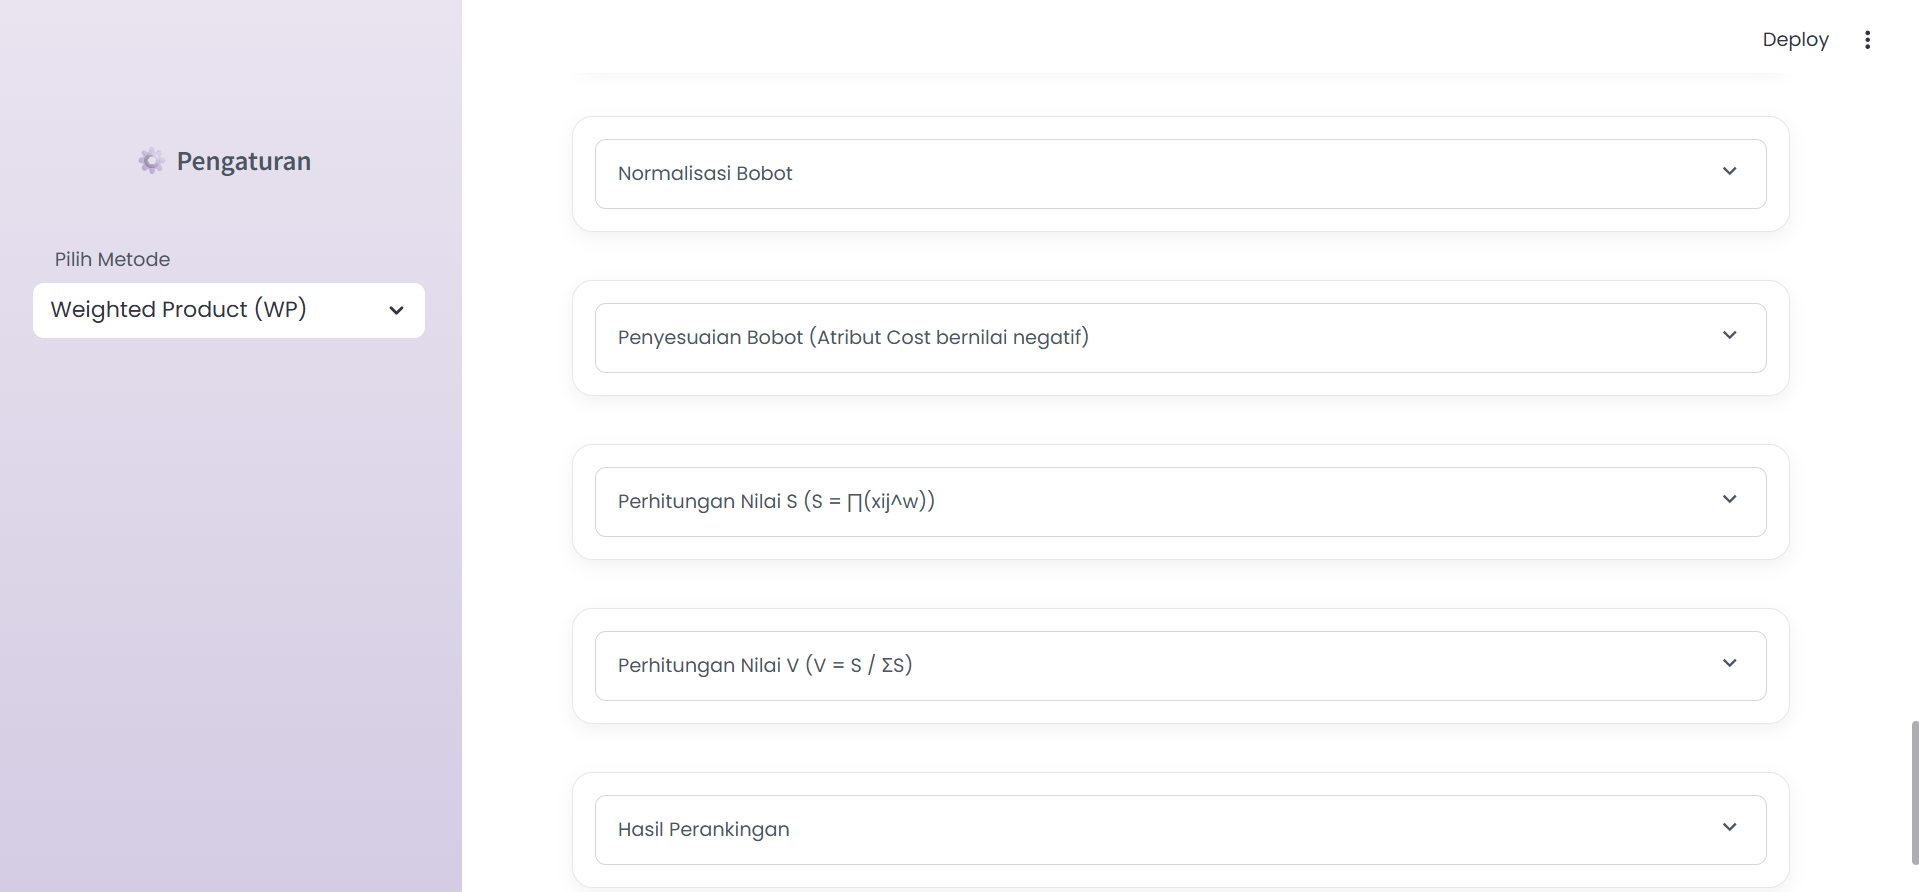 Deploy
Pengaturan
Pilih Metode
Weighted Product (WP)
Normalisasi Bobot
Penyesuaian Bobot (Atribut Cost bernilai negatif)
Perhitungan Nilai S (S = ∏(xij^w))
Perhitungan Nilai V (V = S / ΣS)
Hasil Perankingan